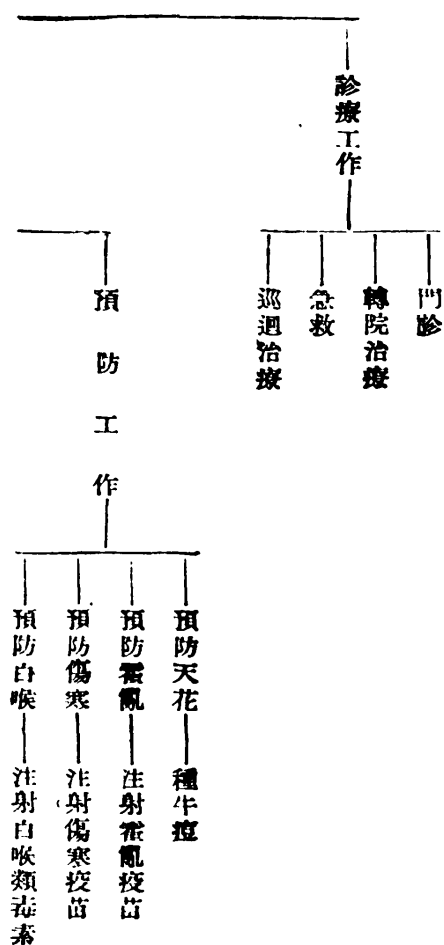 診療工作
門診
轉院治療
急救
巡迴治療
預防工作
預防天花
種牛痘
預防霍亂
注射霍亂疫苗
預防傷寒
注射傷寒疫苗
預防白喉
注射白喉類毒素